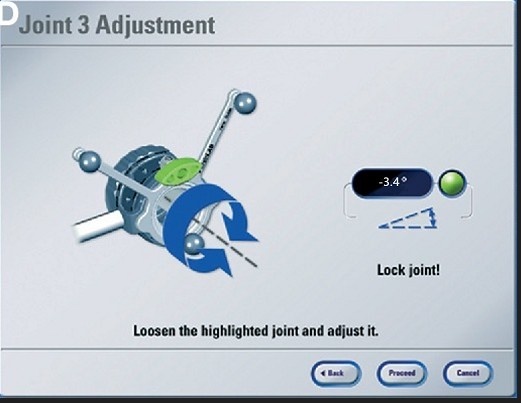 D
Joint 3 Adjustment
-3.4°
Lock joint!
Loosen the highlighted joint and adjust it.
Back
Proceed
Cancel